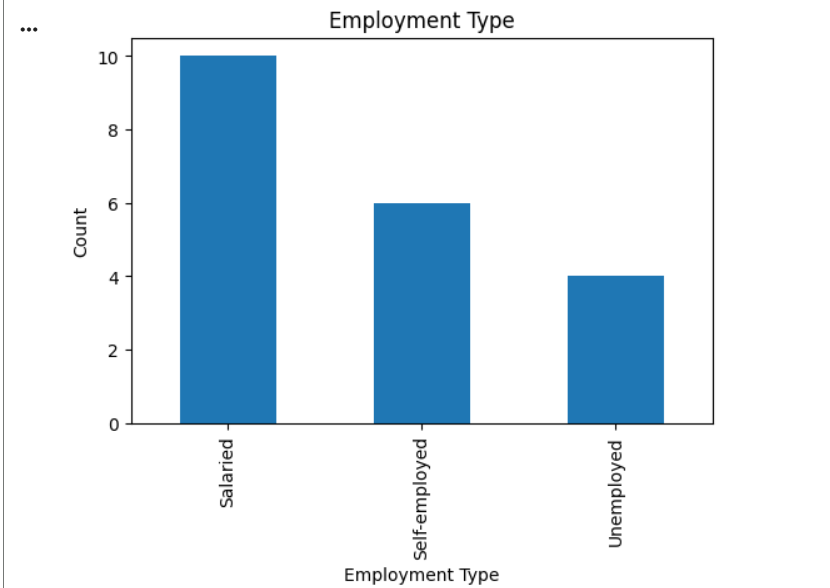 ...
Employment Type
10
8
6
4
2
0
Count
Salaried
Self-employed
Unemployed
Employment Type